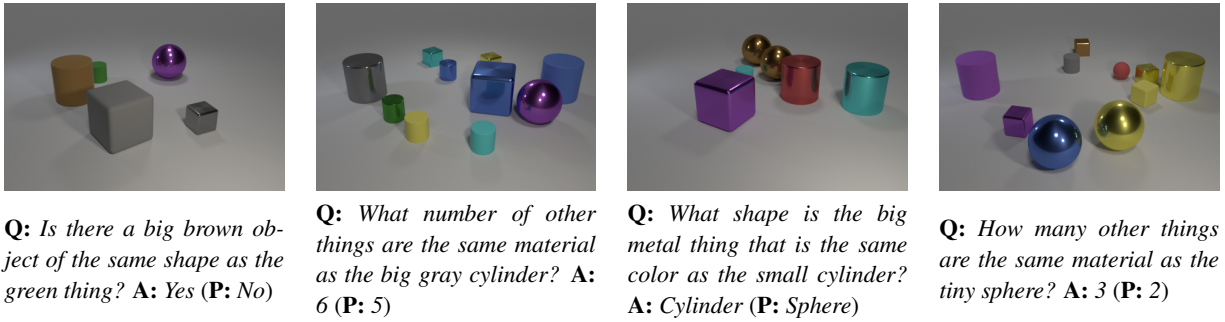 Q: Is there a big brown ob-
ject of the same shape as the
green thing? A: Yes (P: No)
Q: What number of other
things are the same material
as the big gray cylinder? A:
6 (P: 5)
Q: What shape is the big
metal thing that is the same
color as the small cylinder?
A: Cylinder (P: Sphere)
Q: How many other things
are the same material as the
tiny sphere? A: 3 (P: 2)